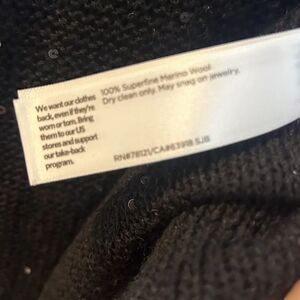 We want our clothes
back, even if they're
worn or torn. Bring
them to our US
stores and support
our take-back
program.
100% Superfine Merino Wool
Dry clean only. May snag on jewelry.
RN#78121/CA#63918 SJB